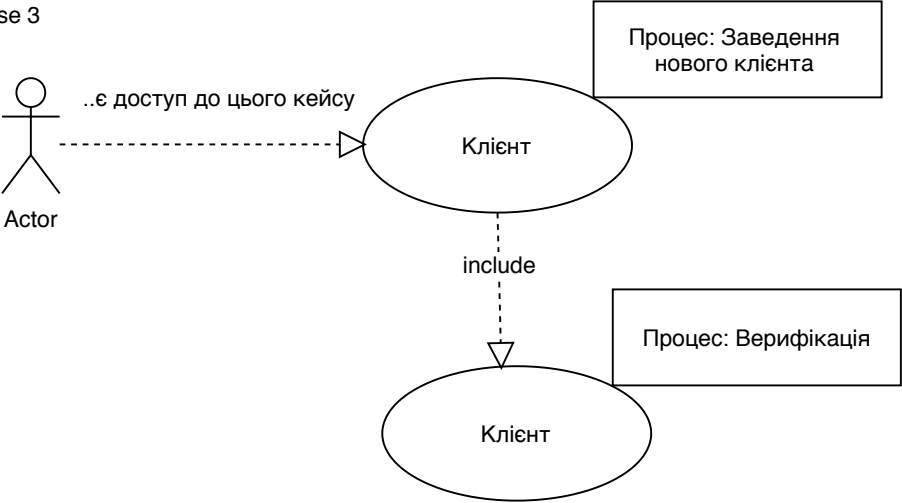 se 3
Процес: Заведення
нового клієнта
..є доступ до цього кейсу
Клієнт
Actor
include
Процес: Верифікація
Клієнт